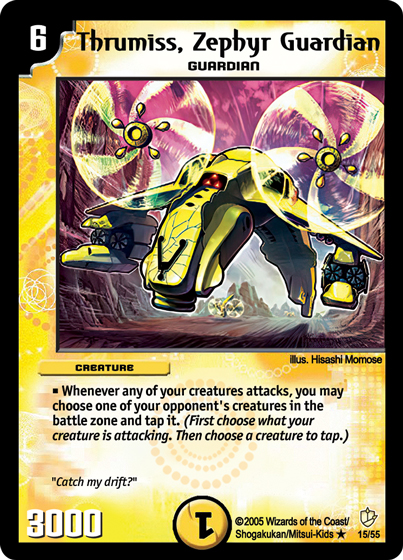 6 Thrumiss, Zephyr Guardian
GUARDIAN
illus. Hisashi Momose
CREATURE
■ Whenever any of your creatures attacks, you may
choose one of your opponent's creatures in the
battle zone and tap it. (First choose what your
creature is attacking. Then choose a creature to tap.)
"Catch my drift?"
3000
1
©2005 Wizards of the Coast/
Shogakukan/Mitsui-Kids ★ 15/55